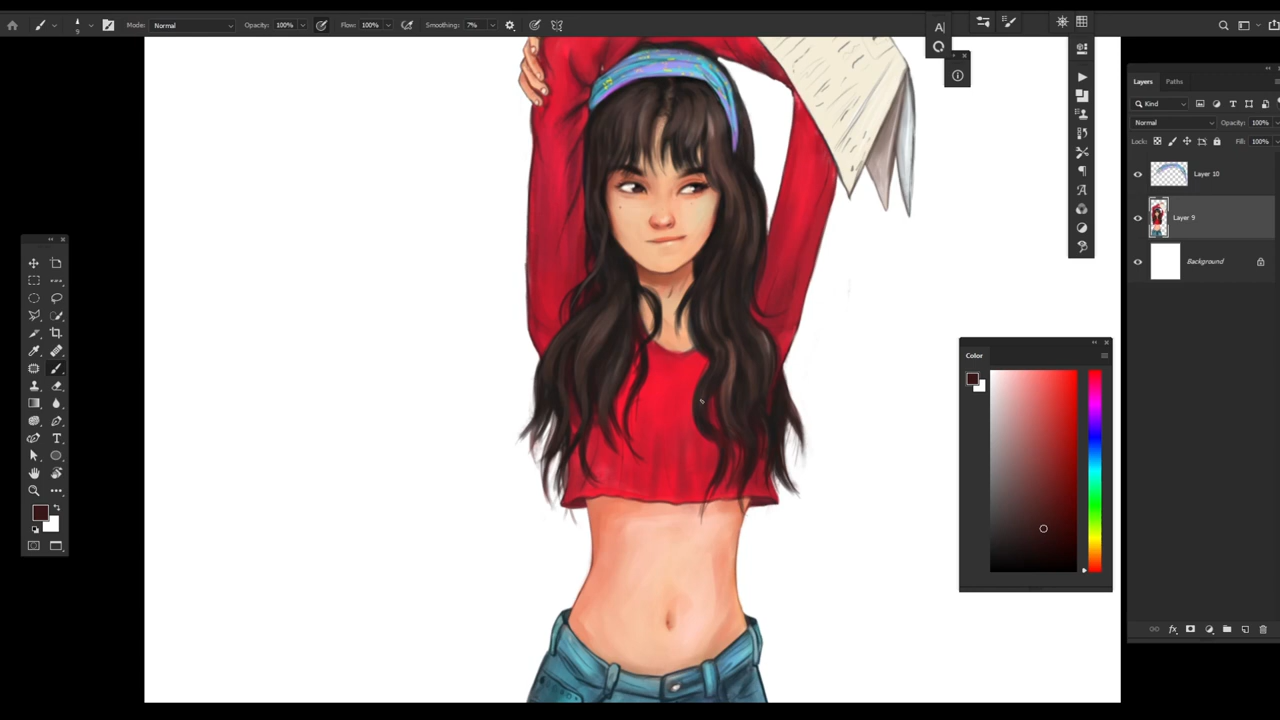 Mode: Normal Opacity: 100% Flow: 100% Smoothing: 7%
9
Layers Paths
Kind
Normal Opacity: 100%
Lock: Fill: 100%
Layer 10
Layer 9
Background
Color